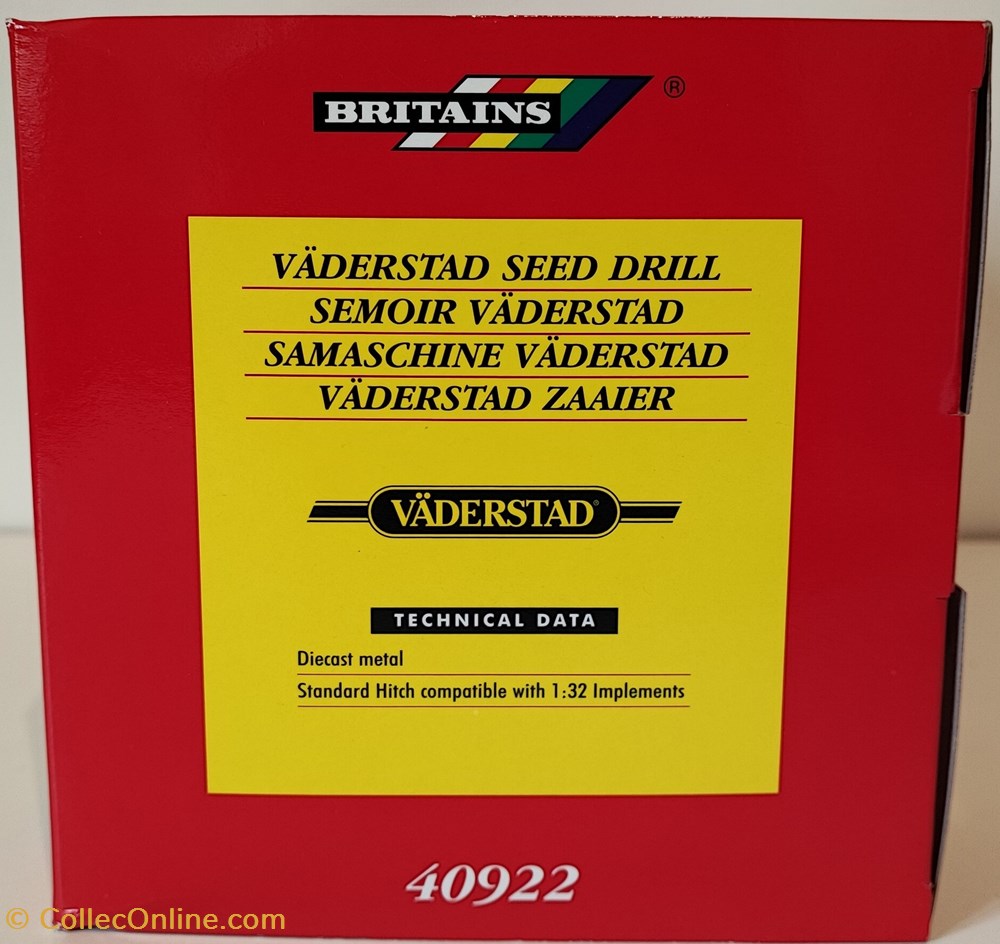 BRITAINS ®
VÄDERSTAD SEED DRILL
SEMOIR VÄDERSTAD
SAMASCHINE VÄDERSTAD
VÄDERSTAD ZAAIER
VÄDERSTAD®
TECHNICAL DATA
Diecast metal
Standard Hitch compatible with 1:32 Implements
40922
© CollecOnline.com